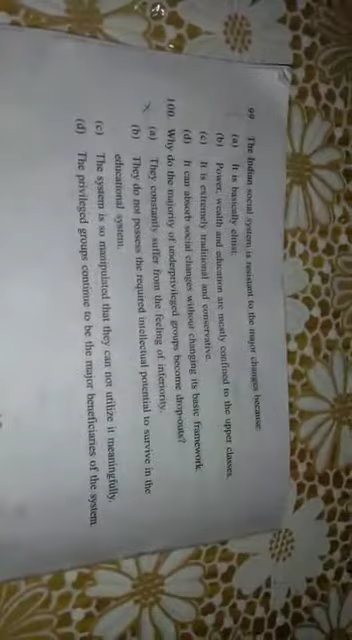 99 The Indian social system is resistant to the major changes because
(a) It is basically elitist.
(b) Power, wealth and education are mostly confined to the upper classes.
(c) It is extremely traditional and conservative.
(d) It can absorb social changes without changing its basic framework.
100. Why do the majority of underprivileged groups become drop-outs?
(a) They constantly suffer from the feeling of inferiority.
(b) They do not possess the required intellectual potential to survive in the
educational system.
(c) The system is so manipulated that they can not utilize it meaningfully.
(d) The privileged groups continue to be the major beneficiaries of the system.